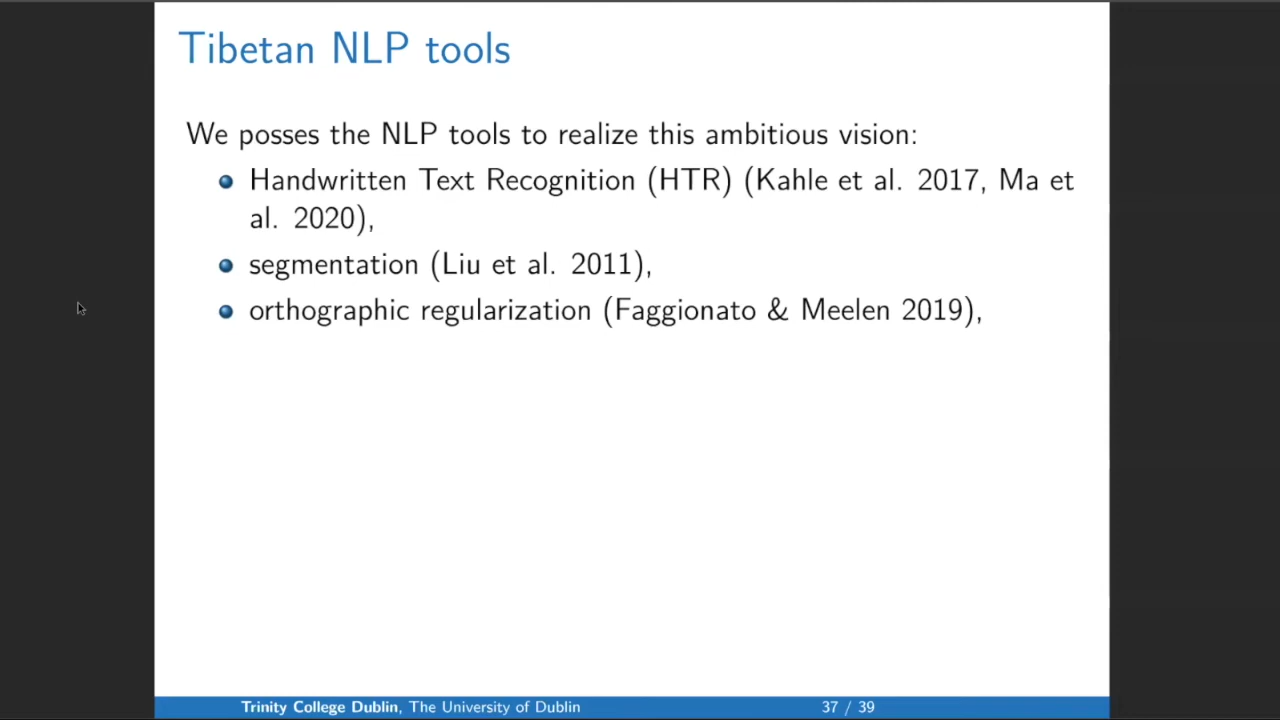 Tibetan NLP tools
We posses the NLP tools to realize this ambitious vision:
Handwritten Text Recognition (HTR) (Kahle et al. 2017, Ma et
al. 2020),
segmentation (Liu et al. 2011),
orthographic regularization (Faggionato & Meelen 2019),
Trinity College Dublin, The University of Dublin 37 / 39